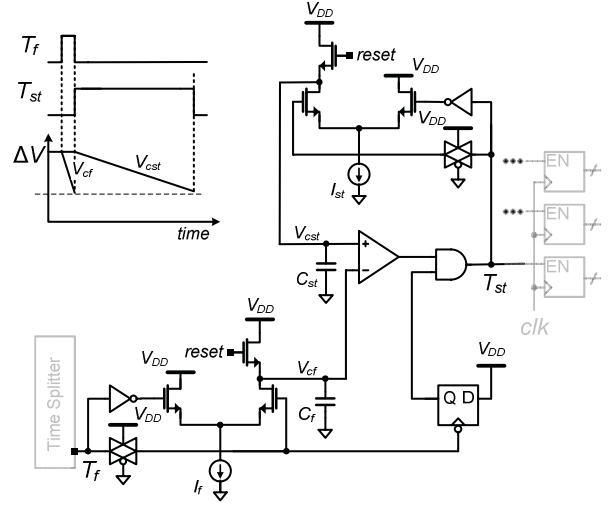 T_f
T_st
ΔV
V_cf
V_cst
time
V_DD
reset
V_DD
V_DD
I_st
EN
EN
EN
V_cst
C_st
+
−
T_st
clk
V_DD
reset
V_cf
C_f
V_DD
V_DD
V_DD
Q D
Time Splitter
T_f
I_f